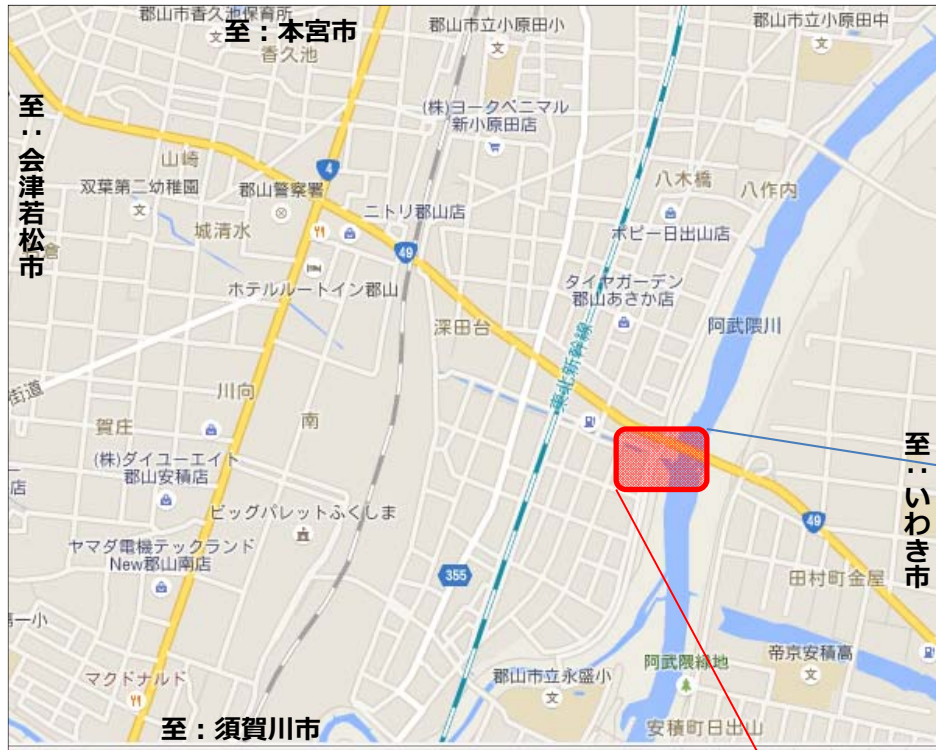 郡山市香久池保育所
至：本宮市
香久池
郡山市立小原田小
郡山市立小原田中
(株)ヨークベニマル
新小原田店
至：会津若松市
山崎
4
双葉第二幼稚園
郡山警察署
ニトリ郡山店
八木橋
八作内
城清水
49
ホビー日出山店
ホテルルートイン郡山
タイヤガーデン
郡山あさか店
深田台
阿武隈川
東北新幹線
街道
川向
賀庄
南
至：いわき市
(株)ダイユーエイト
郡山安積店
店
ビッグパレットふくしま
49
ヤマダ電機テックランド
New郡山南店
355
田村町金屋
第一小
マクドナルド
郡山市立永盛小
阿武隈緑地
帝京安積高
至：須賀川市
安積町日出山